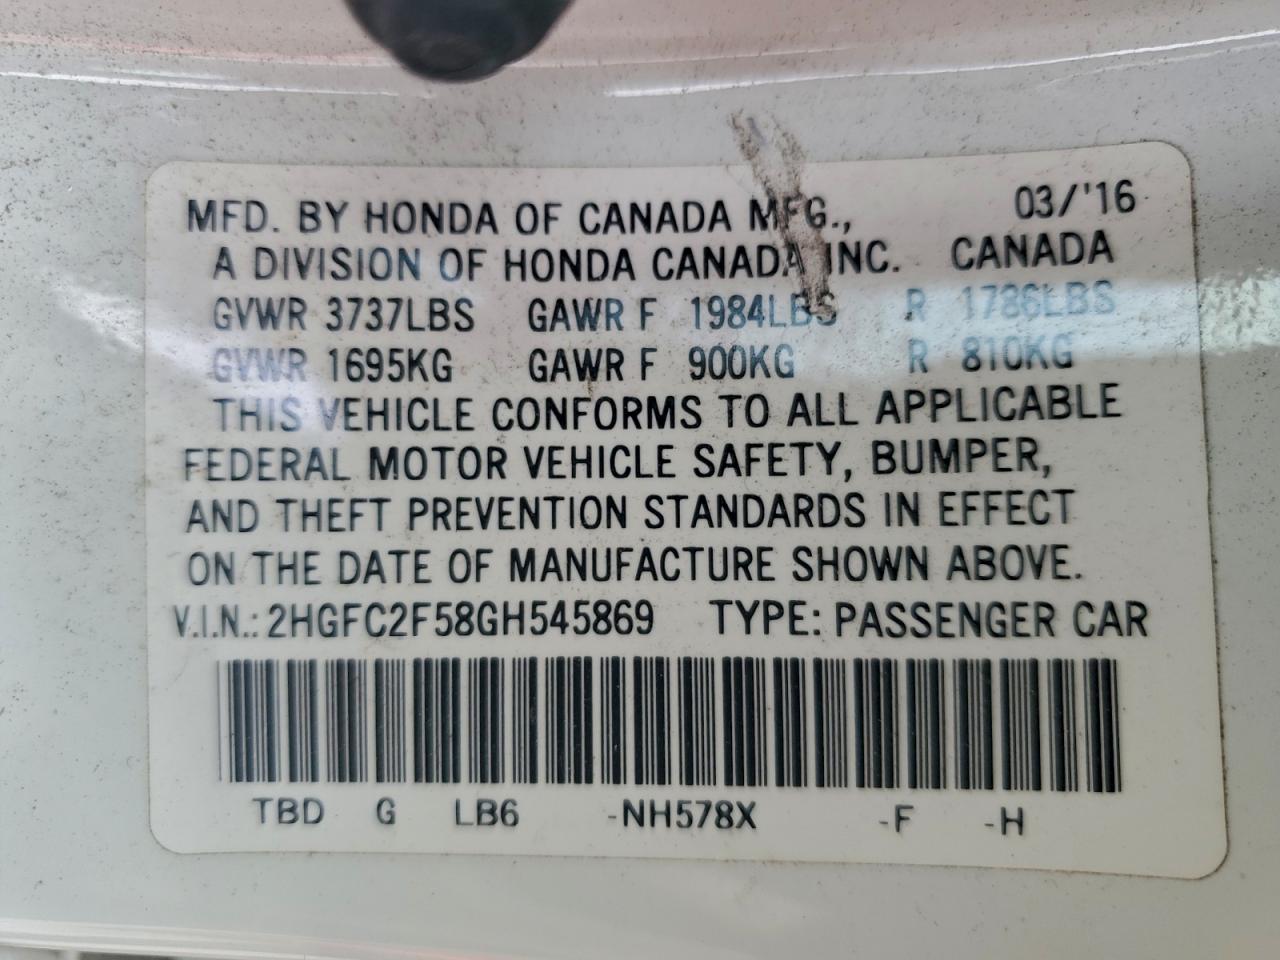 MFD. BY HONDA OF CANADA MFG., 03/'16
A DIVISION OF HONDA CANADA INC. CANADA
GVWR 3737LBS GAWR F 1984LBS R 1786LBS
GVWR 1695KG GAWR F 900KG R 810KG
THIS VEHICLE CONFORMS TO ALL APPLICABLE
FEDERAL MOTOR VEHICLE SAFETY, BUMPER,
AND THEFT PREVENTION STANDARDS IN EFFECT
ON THE DATE OF MANUFACTURE SHOWN ABOVE.
V.I.N.: 2HGFC2F58GH545869 TYPE: PASSENGER CAR
TBD G LB6 -NH578X -F -H